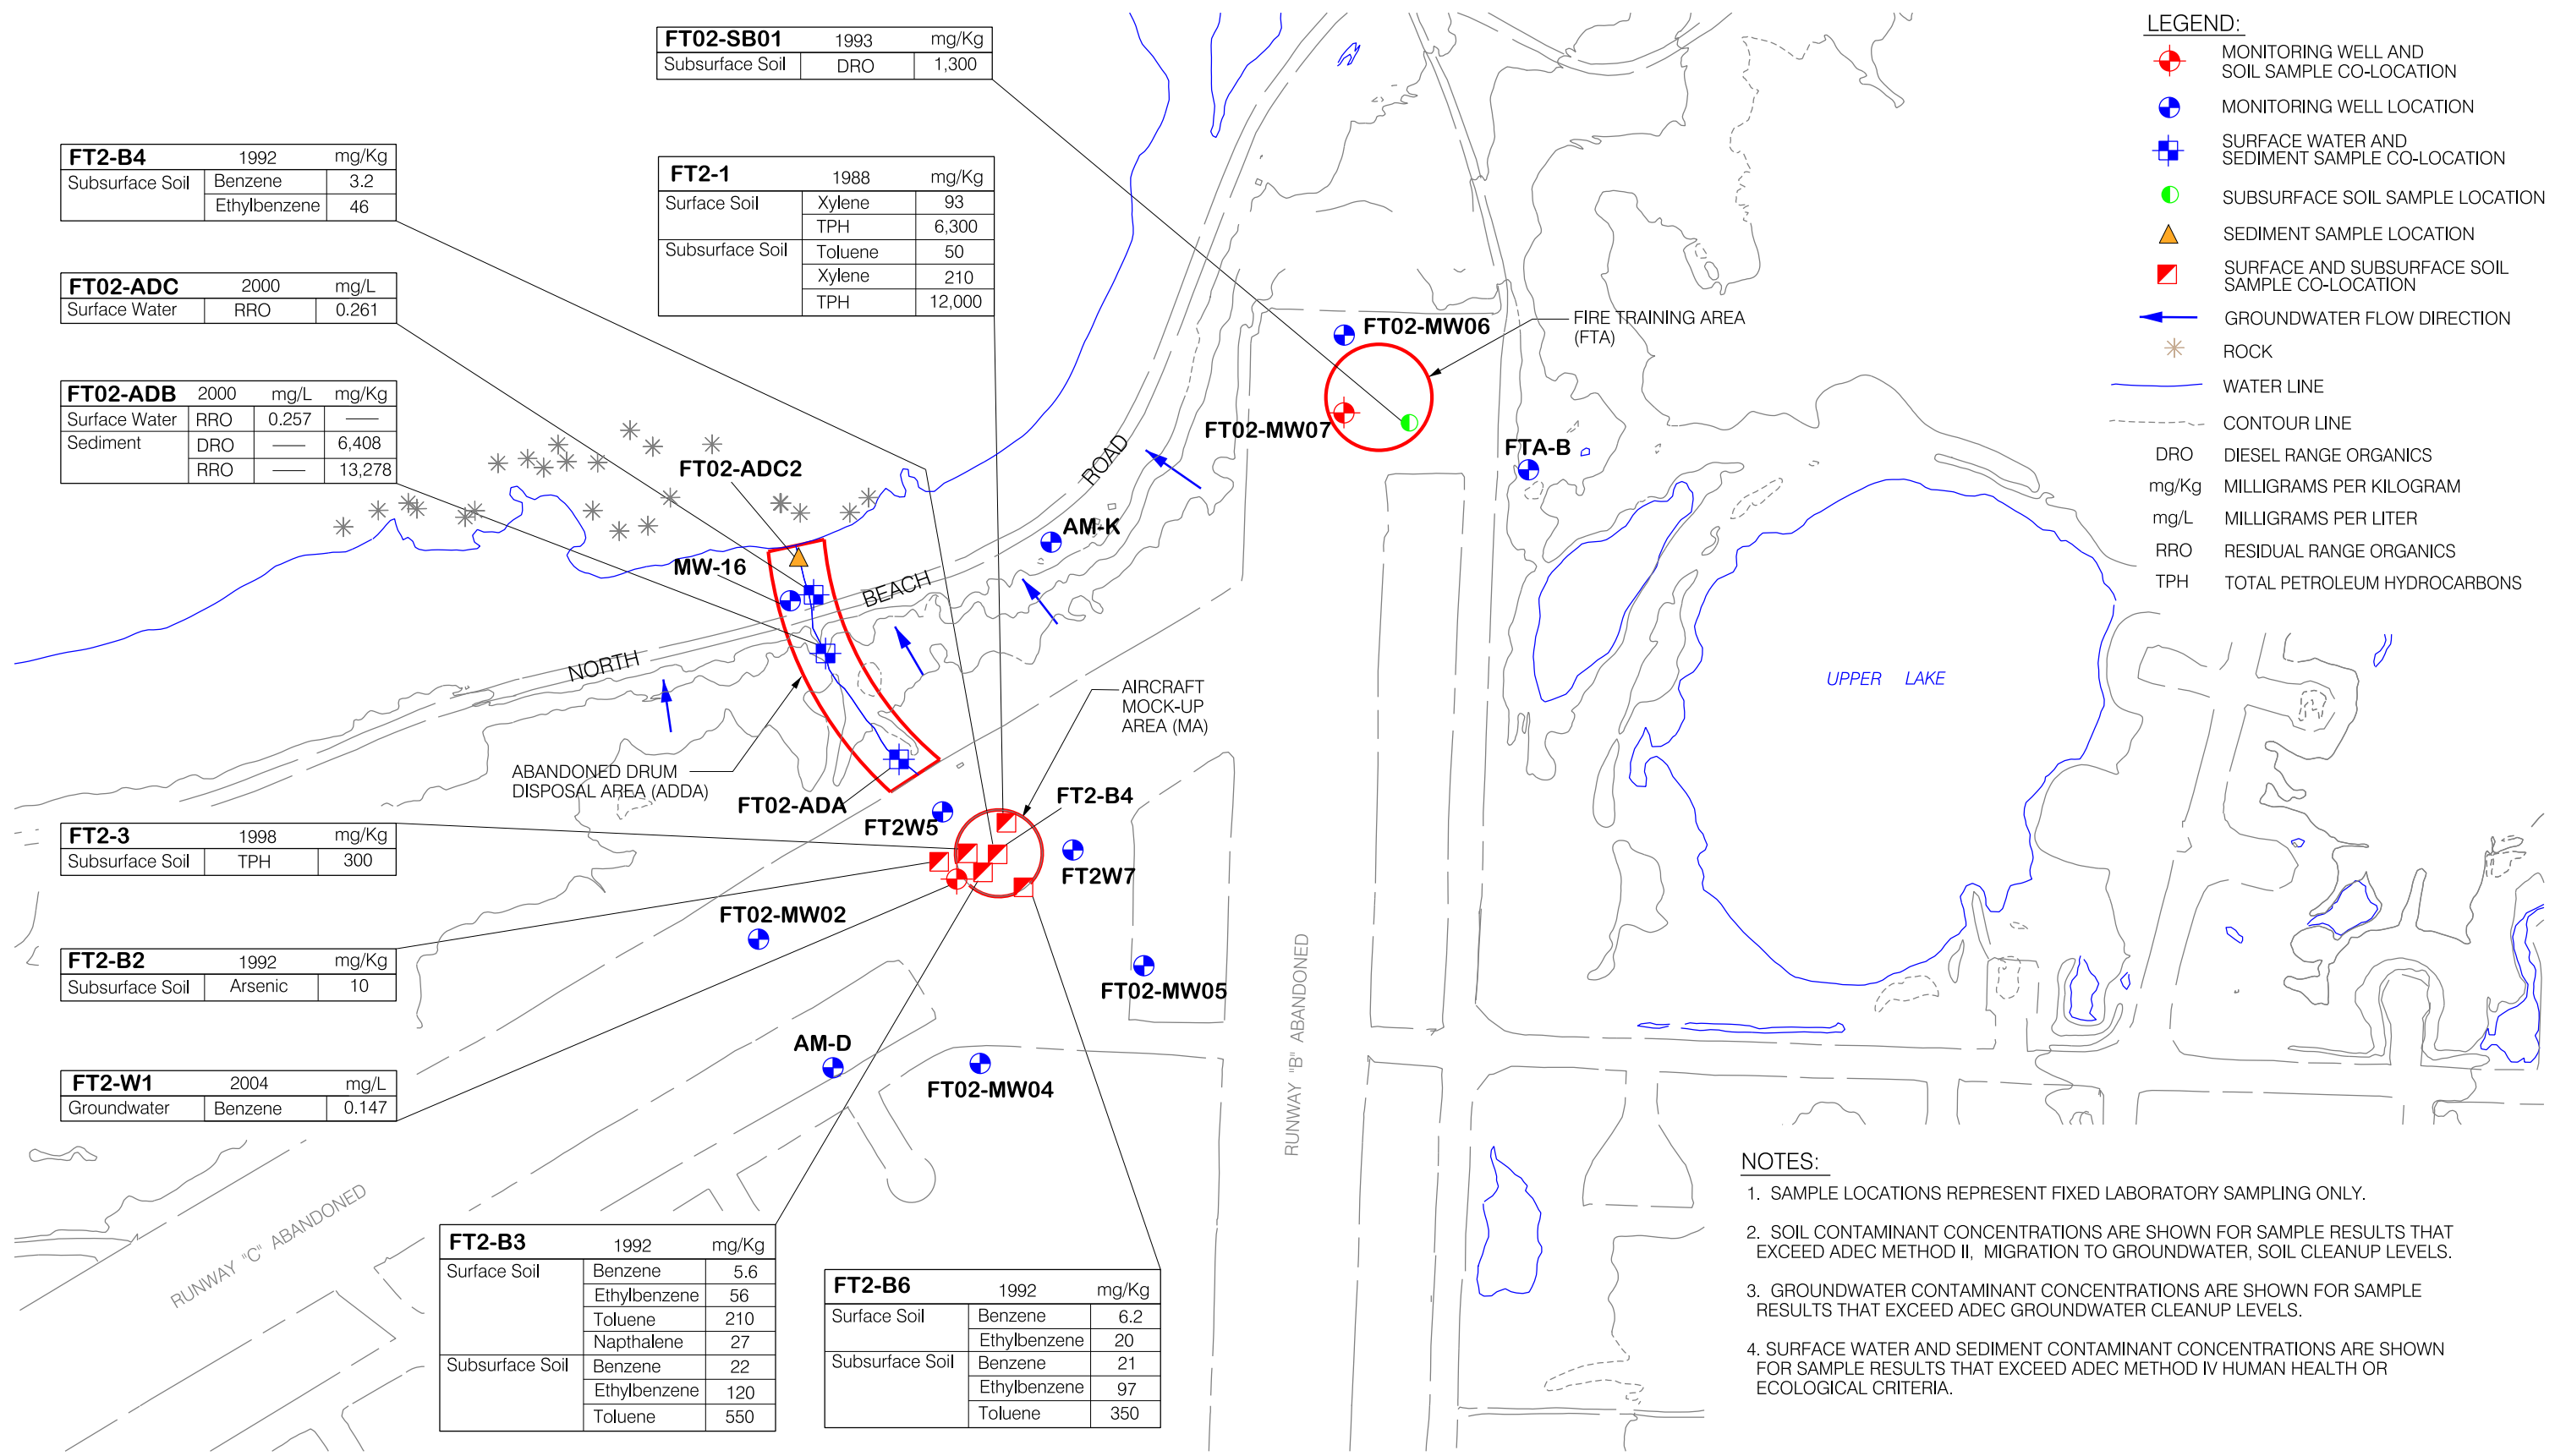 FT02-SB01 1993 mg/Kg
Subsurface Soil DRO 1,300
FT2-B4 1992 mg/Kg
Subsurface Soil Benzene 3.2
Ethylbenzene 46
FT02-ADC 2000 mg/L
Surface Water RRO 0.261
FT02-ADB 2000 mg/L mg/Kg
Surface Water RRO 0.257 —
Sediment DRO — 6,408
RRO — 13,278
FT2-1 1988 mg/Kg
Surface Soil Xylene 93
TPH 6,300
Subsurface Soil Toluene 50
Xylene 210
TPH 12,000
FT2-3 1998 mg/Kg
Subsurface Soil TPH 300
FT2-B2 1992 mg/Kg
Subsurface Soil Arsenic 10
FT2-W1 2004 mg/L
Groundwater Benzene 0.147
FT2-B3 1992 mg/Kg
Surface Soil Benzene 5.6
Ethylbenzene 56
Toluene 210
Napthalene 27
Subsurface Soil Benzene 22
Ethylbenzene 120
Toluene 550
FT2-B6 1992 mg/Kg
Surface Soil Benzene 6.2
Ethylbenzene 20
Subsurface Soil Benzene 21
Ethylbenzene 97
Toluene 350
FT02-MW06
FIRE TRAINING AREA
(FTA)
FT02-MW07
FTA-B
FT02-ADC2
AM-K
MW-16
NORTH BEACH ROAD
UPPER LAKE
AIRCRAFT
MOCK-UP
AREA (MA)
ABANDONED DRUM
DISPOSAL AREA (ADDA)
FT02-ADA
FT2-B4
FT2W5
FT2W7
FT02-MW02
FT02-MW05
AM-D
FT02-MW04
RUNWAY "B" ABANDONED
RUNWAY "C" ABANDONED
LEGEND:
MONITORING WELL AND
SOIL SAMPLE CO-LOCATION
MONITORING WELL LOCATION
SURFACE WATER AND
SEDIMENT SAMPLE CO-LOCATION
SUBSURFACE SOIL SAMPLE LOCATION
SEDIMENT SAMPLE LOCATION
SURFACE AND SUBSURFACE SOIL
SAMPLE CO-LOCATION
GROUNDWATER FLOW DIRECTION
ROCK
WATER LINE
CONTOUR LINE
DRO DIESEL RANGE ORGANICS
mg/Kg MILLIGRAMS PER KILOGRAM
mg/L MILLIGRAMS PER LITER
RRO RESIDUAL RANGE ORGANICS
TPH TOTAL PETROLEUM HYDROCARBONS
NOTES:
1. SAMPLE LOCATIONS REPRESENT FIXED LABORATORY SAMPLING ONLY.
2. SOIL CONTAMINANT CONCENTRATIONS ARE SHOWN FOR SAMPLE RESULTS THAT
EXCEED ADEC METHOD II, MIGRATION TO GROUNDWATER, SOIL CLEANUP LEVELS.
3. GROUNDWATER CONTAMINANT CONCENTRATIONS ARE SHOWN FOR SAMPLE
RESULTS THAT EXCEED ADEC GROUNDWATER CLEANUP LEVELS.
4. SURFACE WATER AND SEDIMENT CONTAMINANT CONCENTRATIONS ARE SHOWN
FOR SAMPLE RESULTS THAT EXCEED ADEC METHOD IV HUMAN HEALTH OR
ECOLOGICAL CRITERIA.